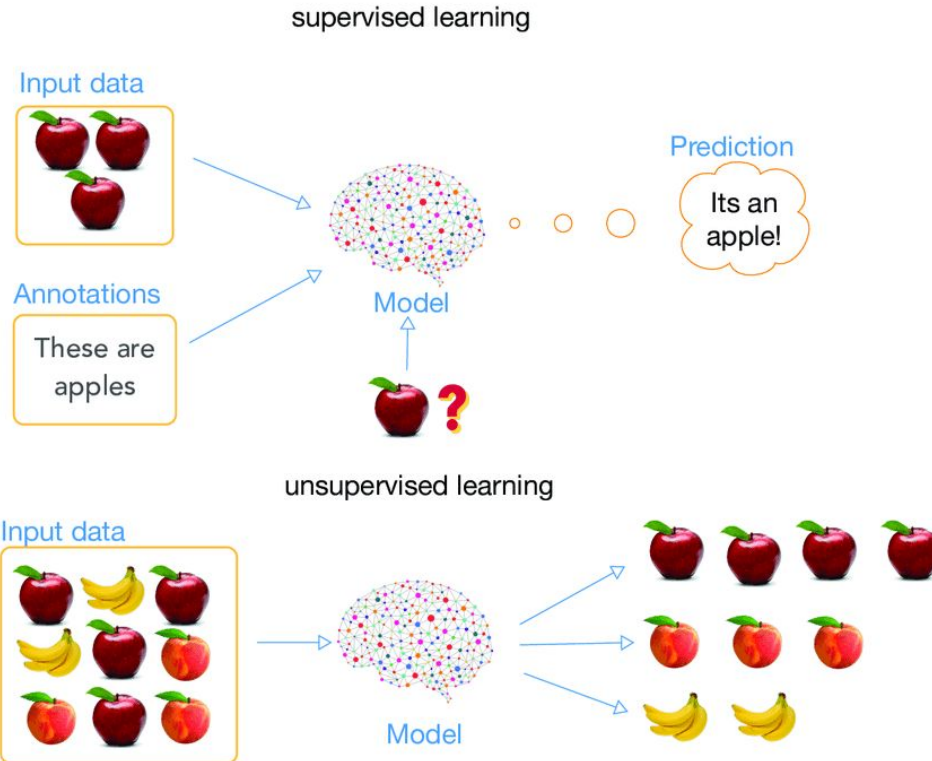 supervised learning
Input data
Prediction
Its an
apple!
Annotations
Model
These are
apples
?
unsupervised learning
Input data
Model